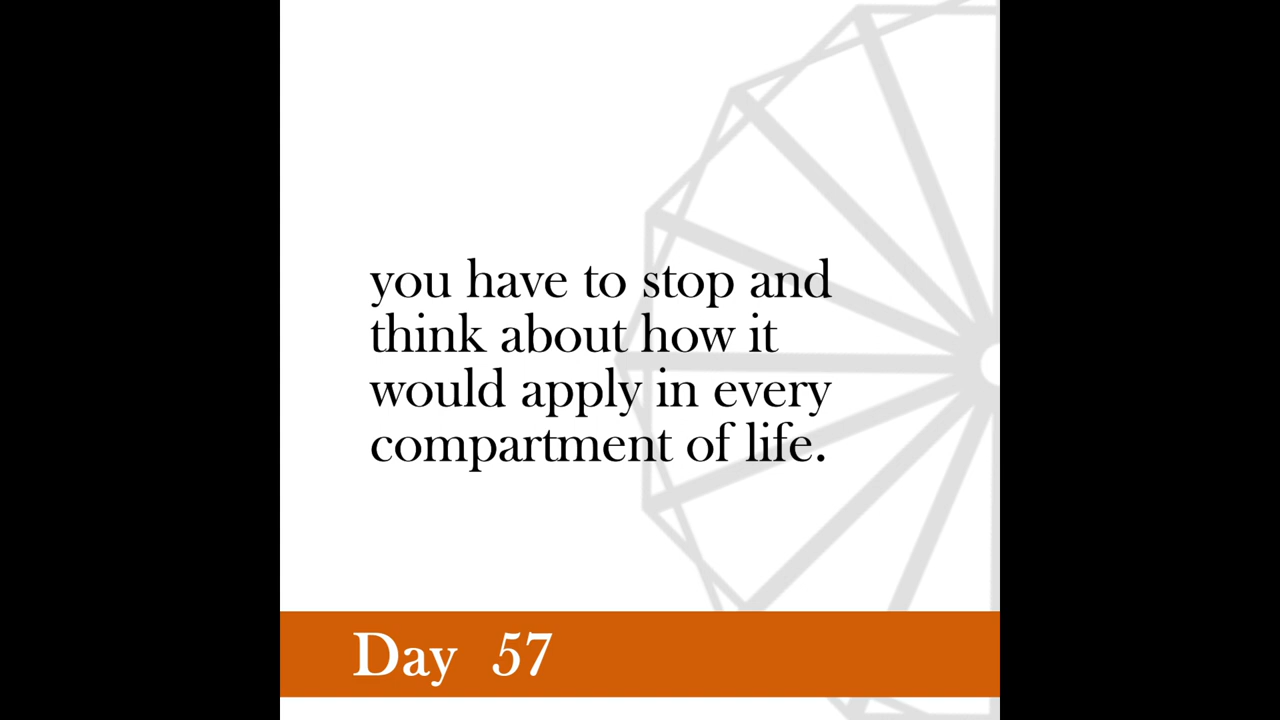 you have to stop and
think about how it
would apply in every
compartment of life.
Day 57